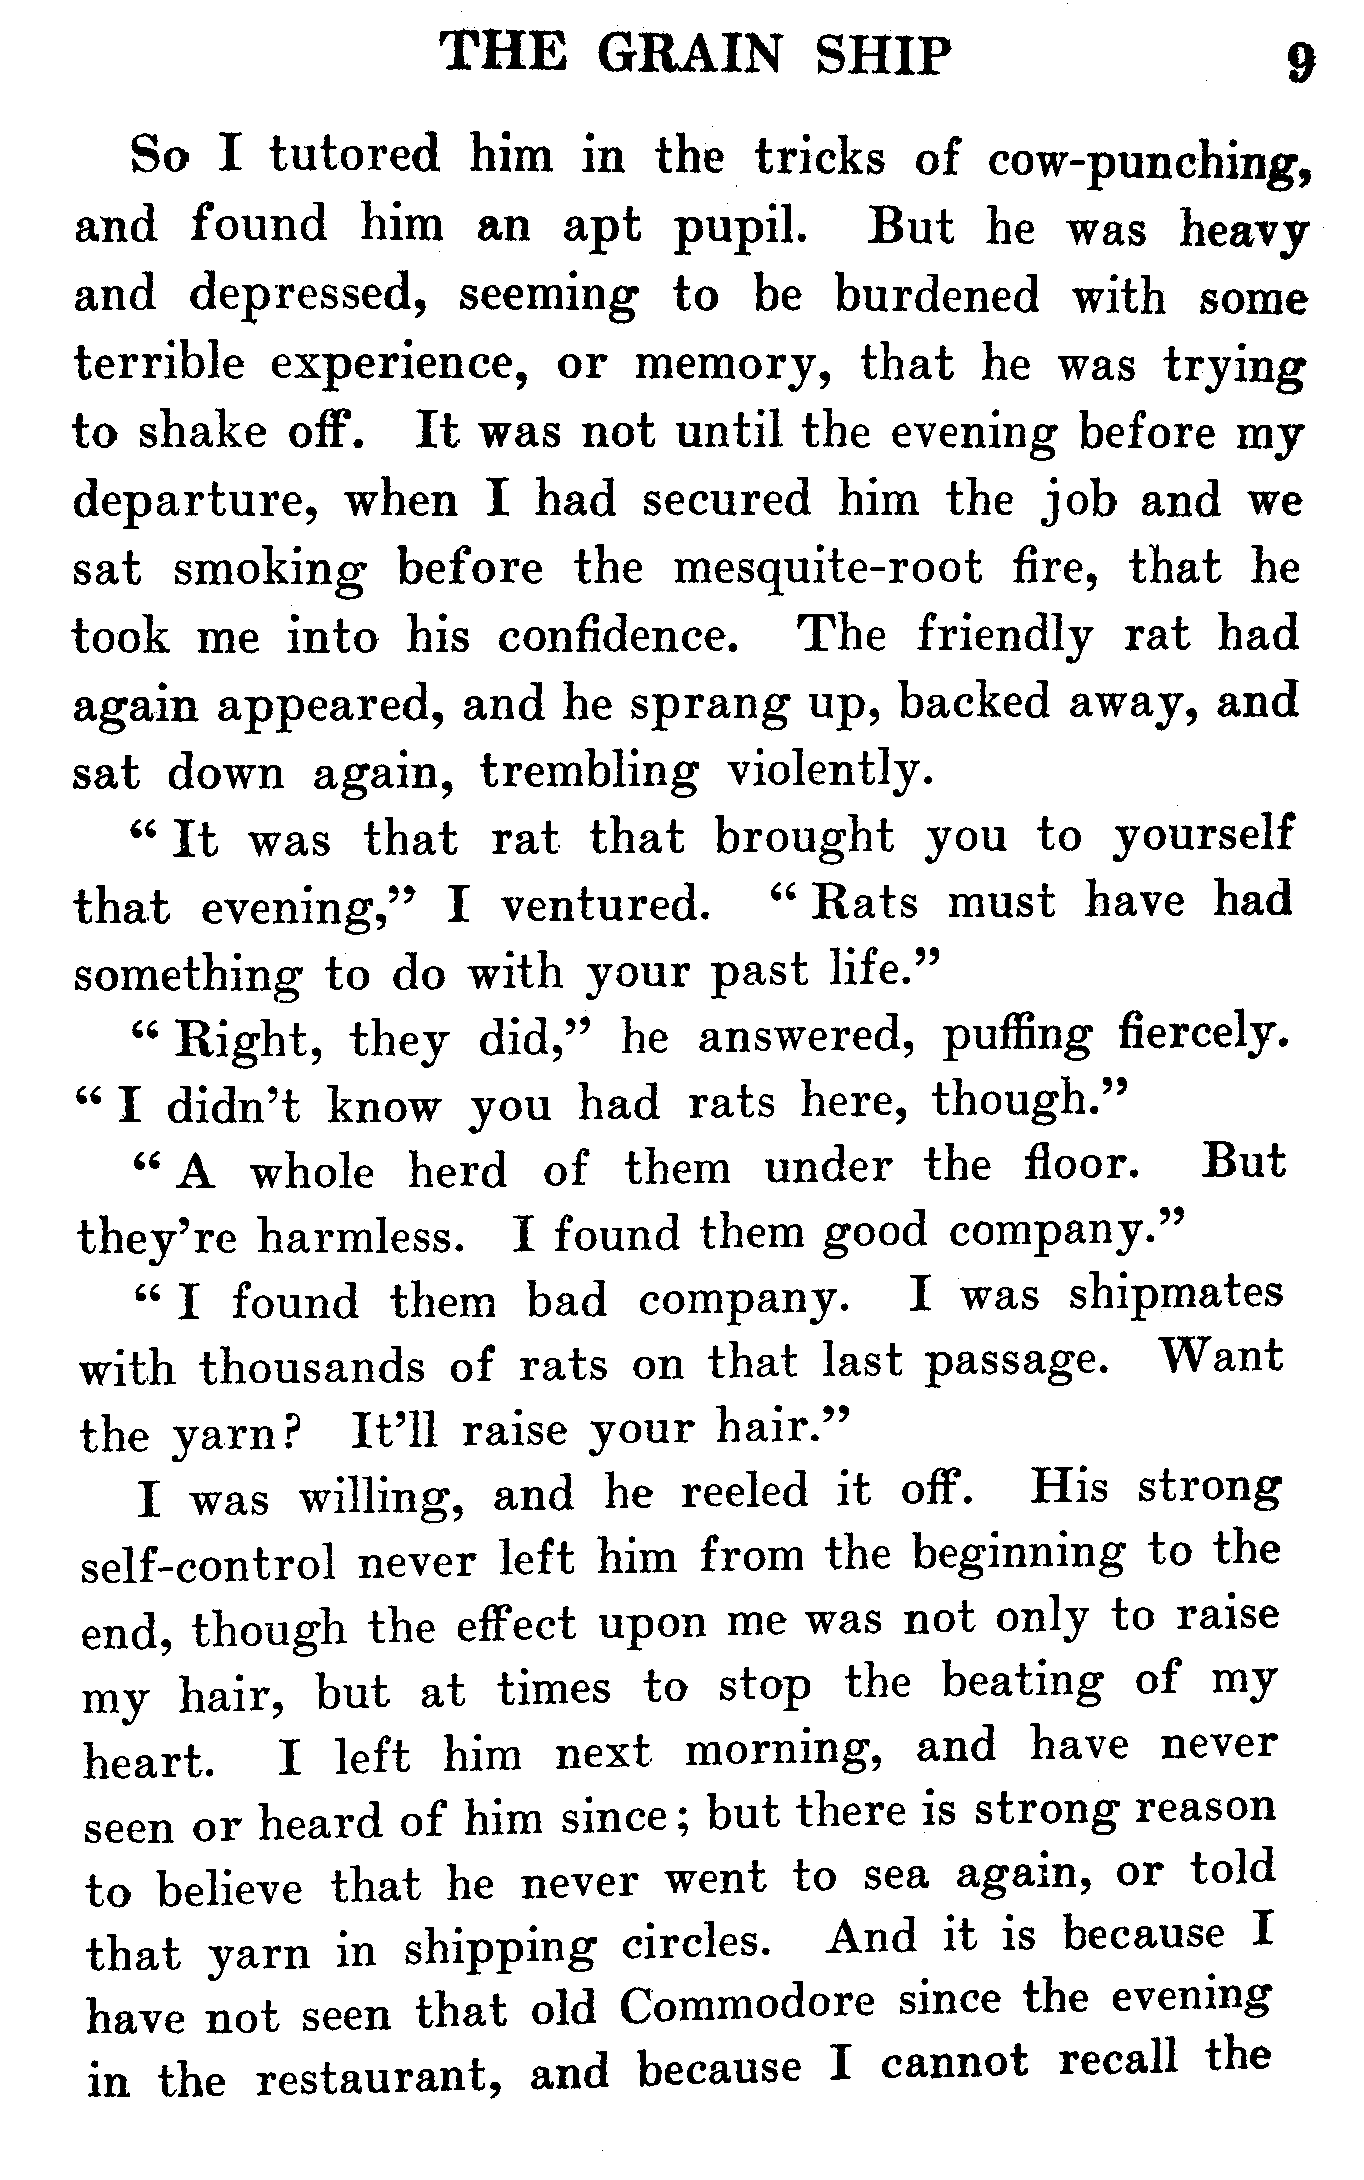 THE GRAIN SHIP 9
So I tutored him in the tricks of cow-punching,
and found him an apt pupil. But he was heavy
and depressed, seeming to be burdened with some
terrible experience, or memory, that he was trying
to shake off. It was not until the evening before my
departure, when I had secured him the job and we
sat smoking before the mesquite-root fire, that he
took me into his confidence. The friendly rat had
again appeared, and he sprang up, backed away, and
sat down again, trembling violently.
“ It was that rat that brought you to yourself
that evening,” I ventured. “ Rats must have had
something to do with your past life.”
“ Right, they did,” he answered, puffing fiercely.
“ I didn’t know you had rats here, though.”
“ A whole herd of them under the floor. But
they’re harmless. I found them good company.”
“ I found them bad company. I was shipmates
with thousands of rats on that last passage. Want
the yarn? It’ll raise your hair.”
I was willing, and he reeled it off. His strong
self-control never left him from the beginning to the
end, though the effect upon me was not only to raise
my hair, but at times to stop the beating of my
heart. I left him next morning, and have never
seen or heard of him since; but there is strong reason
to believe that he never went to sea again, or told
that yarn in shipping circles. And it is because I
have not seen that old Commodore since the evening
in the restaurant, and because I cannot recall the